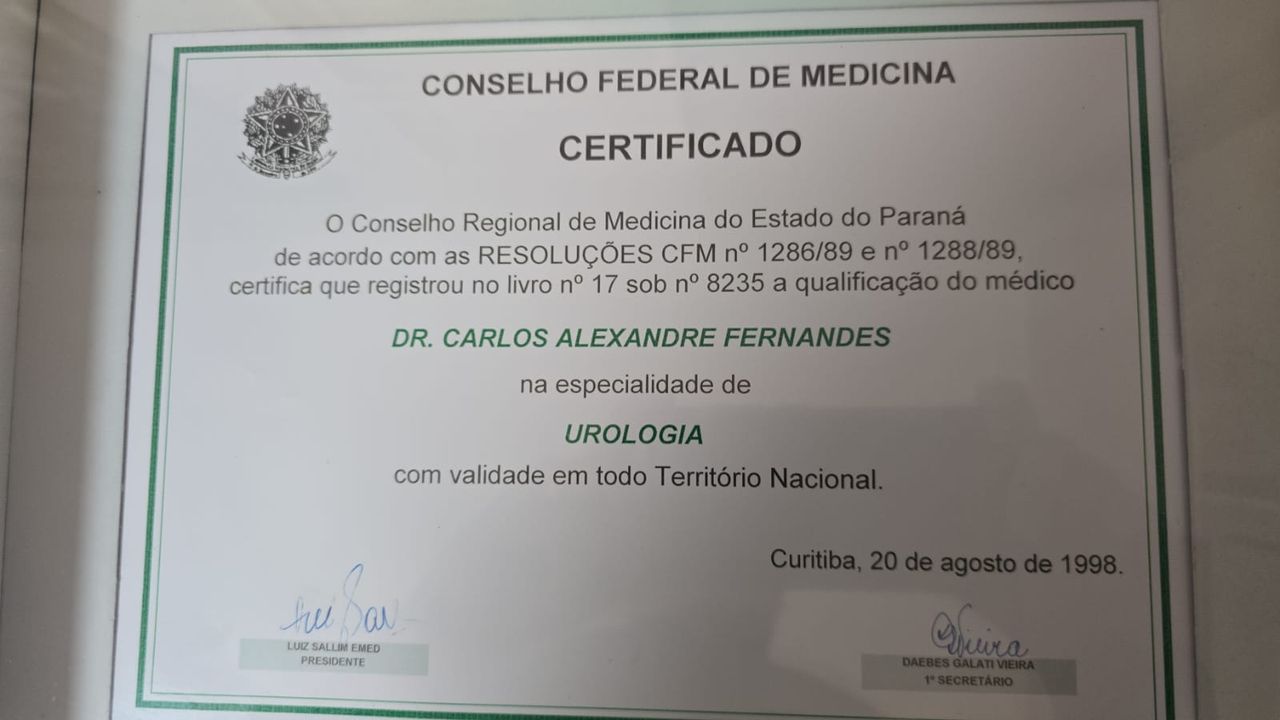 CONSELHO FEDERAL DE MEDICINA
CERTIFICADO
O Conselho Regional de Medicina do Estado do Paraná
de acordo com as RESOLUÇÕES CFM nº 1286/89 e nº 1288/89,
certifica que registrou no livro nº 17 sob nº 8235 a qualificação do médico
DR. CARLOS ALEXANDRE FERNANDES
na especialidade de
UROLOGIA
com validade em todo Território Nacional.
Curitiba, 20 de agosto de 1998.
LUIZ SALLIM EMED
PRESIDENTE
Vieira
DAEBES GALATI VIEIRA
1º SECRETÁRIO